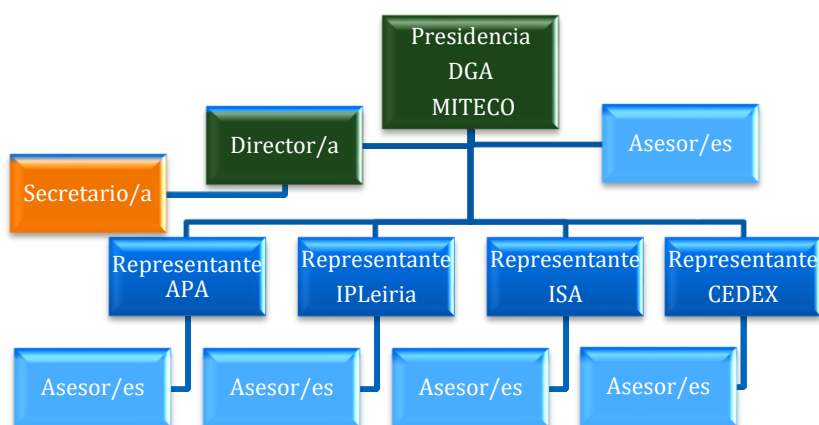 Presidencia
DGA
MITECO
Director/a
Asesor/es
Secretario/a
Representante
APA
Representante
IPLeiria
Representante
ISA
Representante
CEDEX
Asesor/es
Asesor/es
Asesor/es
Asesor/es